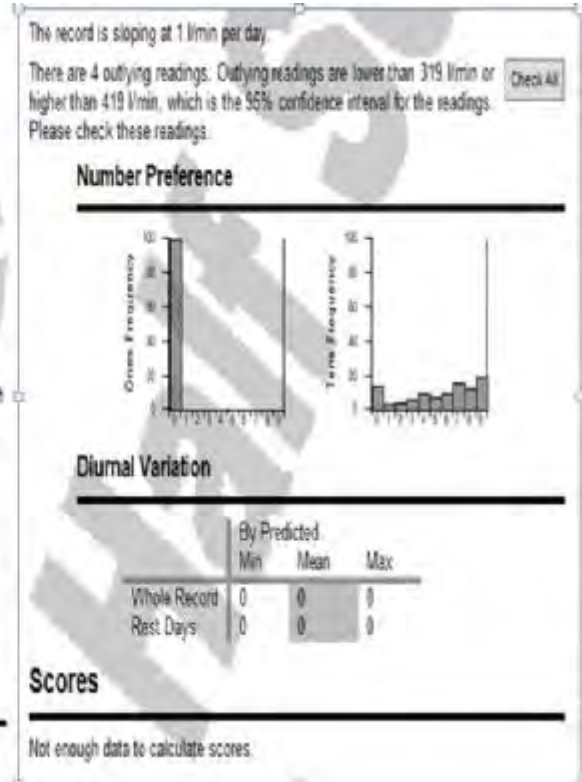 The record is sloping at 1 l/min per day.
There are 4 outlying readings. Outlying readings are lower than 319 l/min or
higher than 419 l/min, which is the 95% confidence interval for the readings.
Please check these readings.
Check All
Number Preference
Ones Frequency
Tens Frequency
Diurnal Variation
By Predicted
Min Mean Max
Whole Record 0 0 0
Rest Days 0 0 0
Scores
Not enough data to calculate scores.